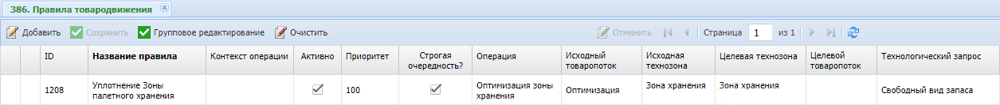 386. Правила товародвижения
Добавить Сохранить Групповое редактирование Очистить Отменить Страница 1 из 1
ID Название правила Контекст операции Активно Приоритет Строгая очередность? Операция Исходный товаропоток Исходная технозона Целевая технозона Целевой товаропоток Технологический запрос
1208 Уплотнение Зоны палетного хранения 100 Оптимизация зоны хранения Оптимизация Зона хранения Зона хранения Свободный вид запаса